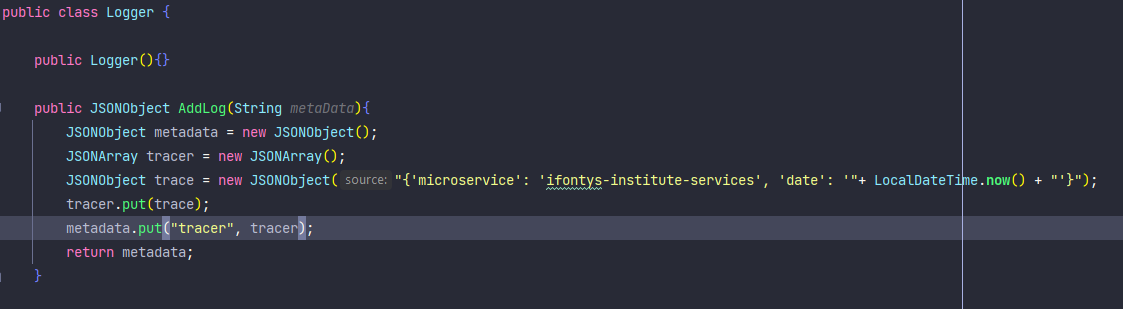 public class Logger {
public Logger(){}
public JSONObject AddLog(String metaData){
JSONObject metadata = new JSONObject();
JSONArray tracer = new JSONArray();
JSONObject trace = new JSONObject( source: "{'microservice': 'ifontys-institute-services', 'date': '"+ LocalDateTime.now() + "'}");
tracer.put(trace);
metadata.put("tracer", tracer);
return metadata;
}